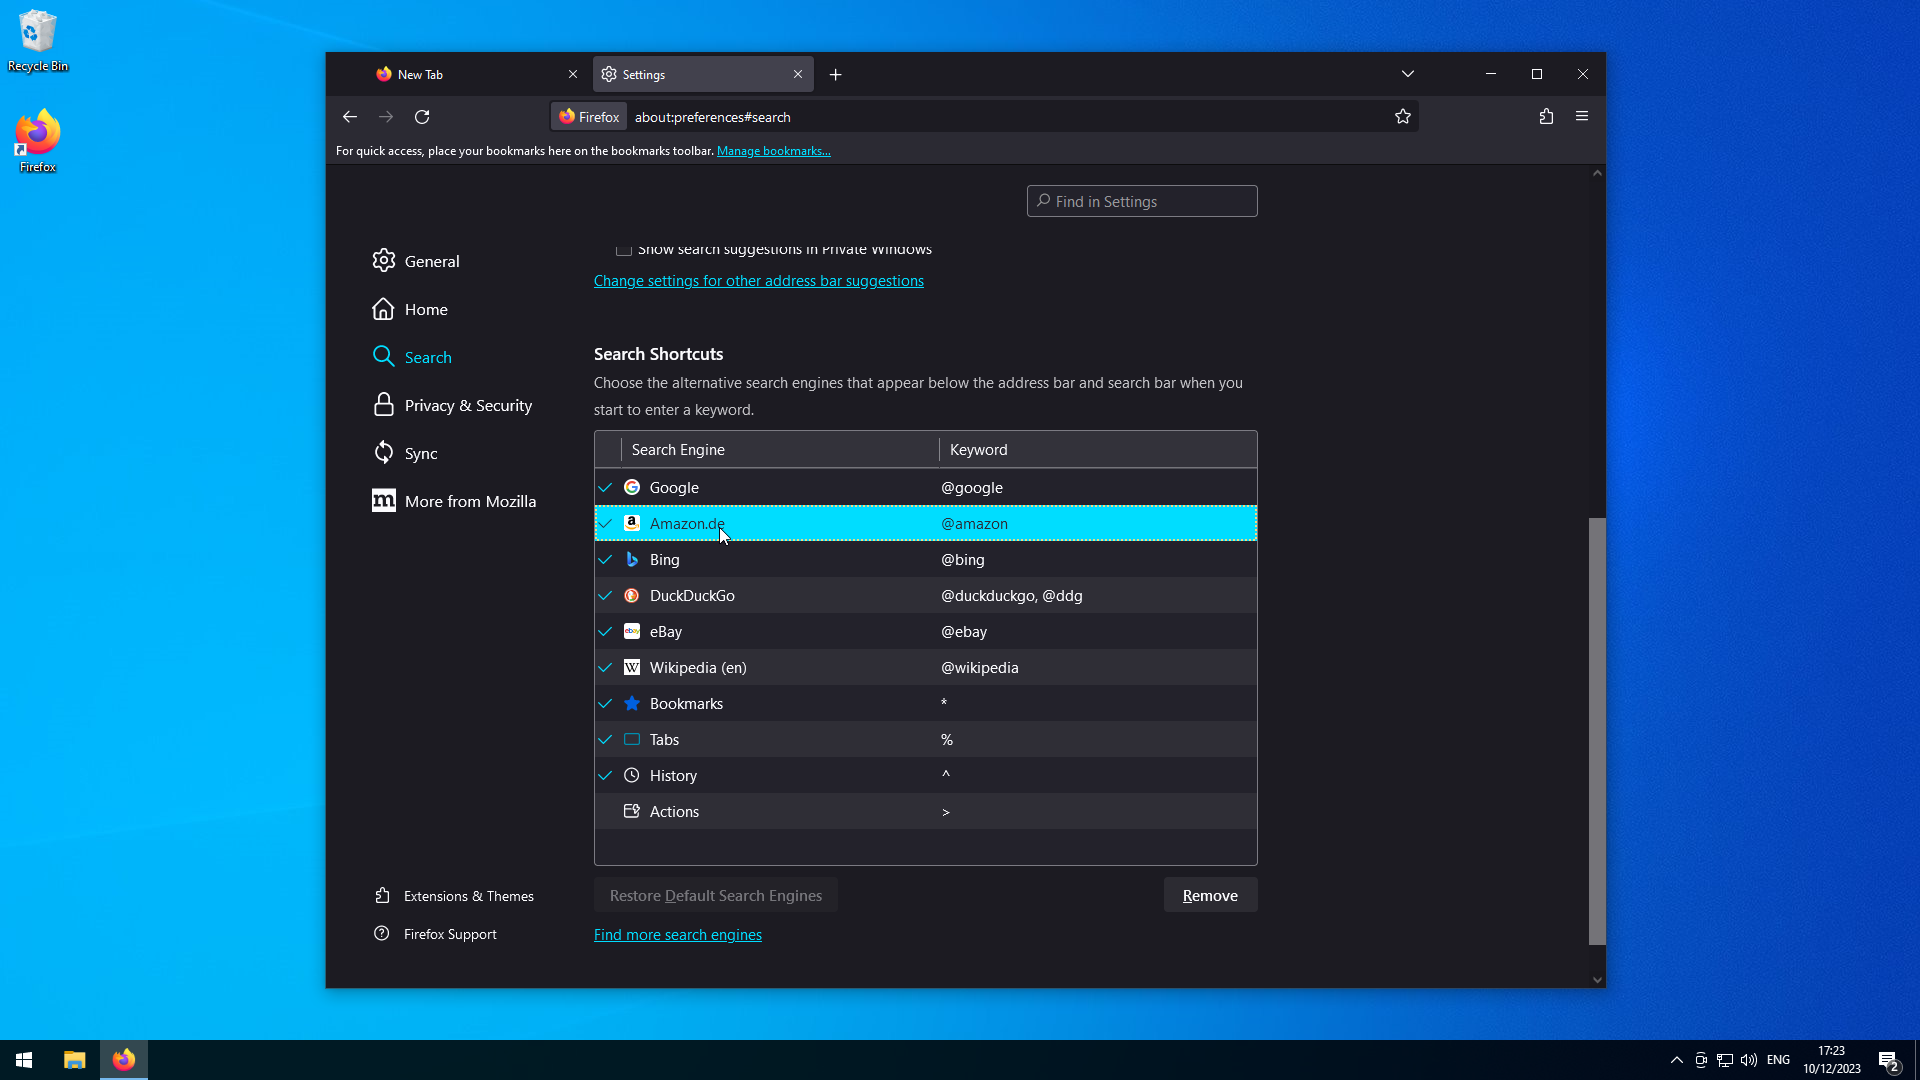 Recycle Bin
Firefox
New Tab
Settings
Firefox
about:preferences#search
For quick access, place your bookmarks here on the bookmarks toolbar. Manage bookmarks...
Find in Settings
General
Home
Search
Privacy & Security
Sync
More from Mozilla
Extensions & Themes
Firefox Support
Show search suggestions in Private Windows
Change settings for other address bar suggestions
Search Shortcuts
Choose the alternative search engines that appear below the address bar and search bar when you
start to enter a keyword.
Search Engine Keyword
Google @google
Amazon.de @amazon
Bing @bing
DuckDuckGo @duckduckgo, @ddg
eBay @ebay
Wikipedia (en) @wikipedia
Bookmarks *
Tabs %
History ^
Actions >
Restore Default Search Engines
Remove
Find more search engines
ENG
17:23
10/12/2023
2